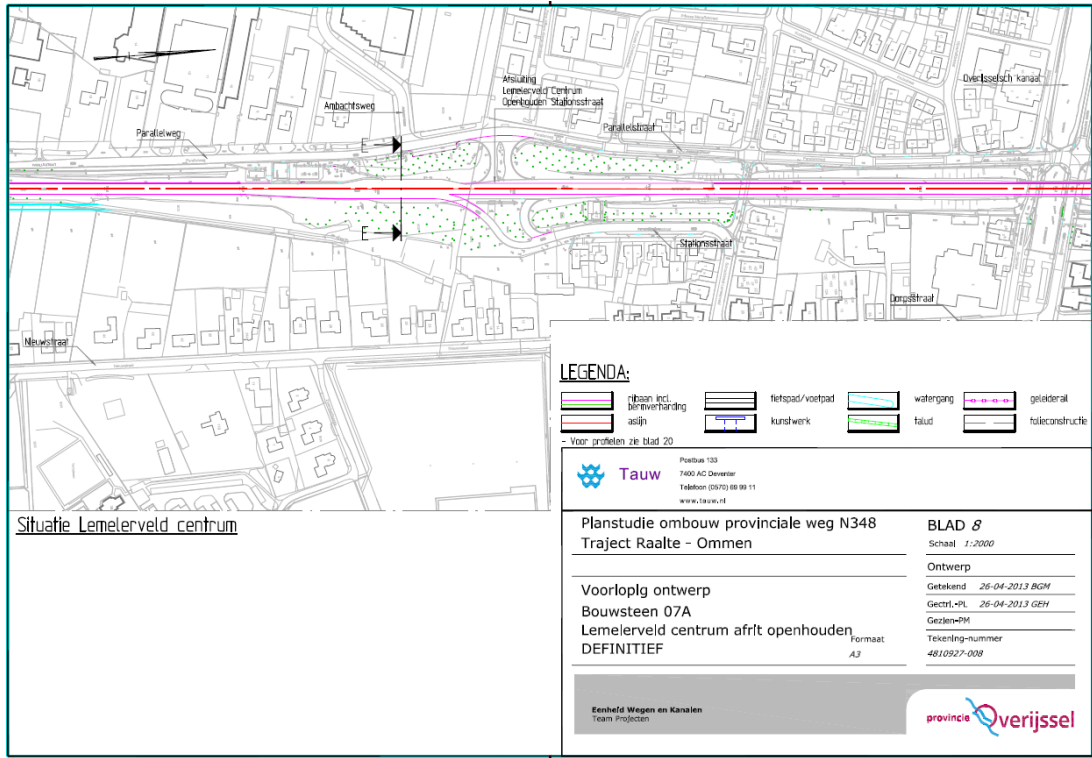 Afsluiting
Lemelerveld Centrum
Openhouden Stationsstraat
Overijsselsch kanaal
Ambachtsweg
Parallelweg
Parallelstraat
E
E
Stationsstraat
Dorpsstraat
Nieuwstraat
LEGENDA:
rijbaan incl.
bermverharding
fietspad/voetpad
watergang
geleiderail
aslijn
kunstwerk
talud
folieconstructie
- Voor profielen zie blad 20
Tauw
Postbus 133
7400 AC Deventer
Telefoon (0570) 69 99 11
www.tauw.nl
Situatie Lemelerveld centrum
Planstudie ombouw provinciale weg N348
Traject Raalte - Ommen
BLAD 8
Schaal 1:2000
Ontwerp
Getekend 26-04-2013 BGM
Gectrl.-PL 26-04-2013 GEH
Gezien-PM
Tekening-nummer
4810927-008
Voorlopig ontwerp
Bouwsteen 07A
Lemelerveld centrum afrit openhouden
DEFINITIEF
Formaat
A3
Eenheid Wegen en Kanalen
Team Projecten
provincie Overijssel